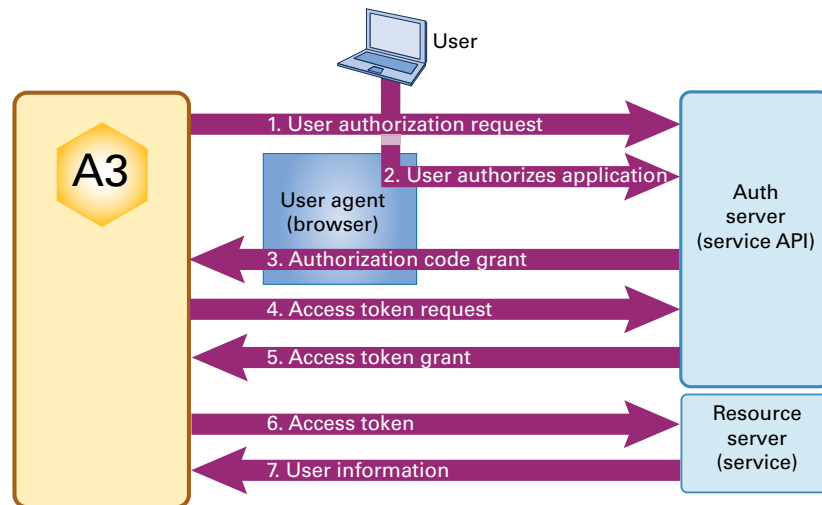 User
1. User authorization request
A3
2. User authorizes application
User agent
(browser)
Auth
server
(service API)
3. Authorization code grant
4. Access token request
5. Access token grant
6. Access token
Resource
server
(service)
7. User information